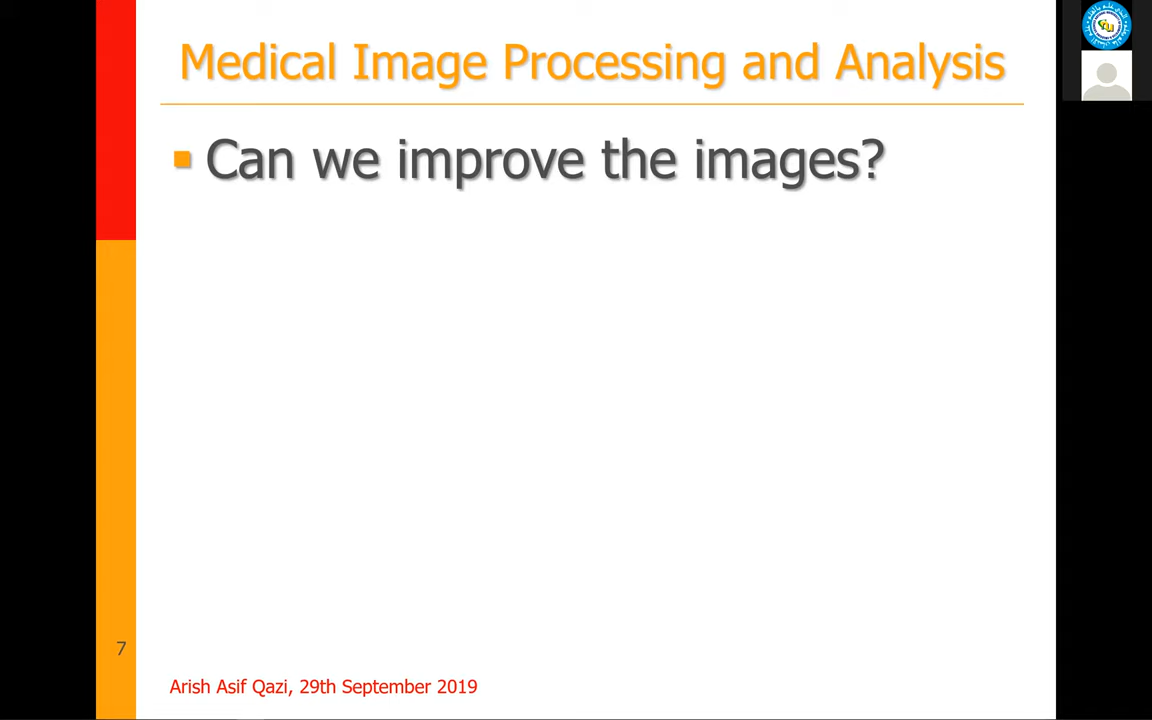 Medical Image Processing and Analysis
Can we improve the images?
7
Arish Asif Qazi, 29th September 2019